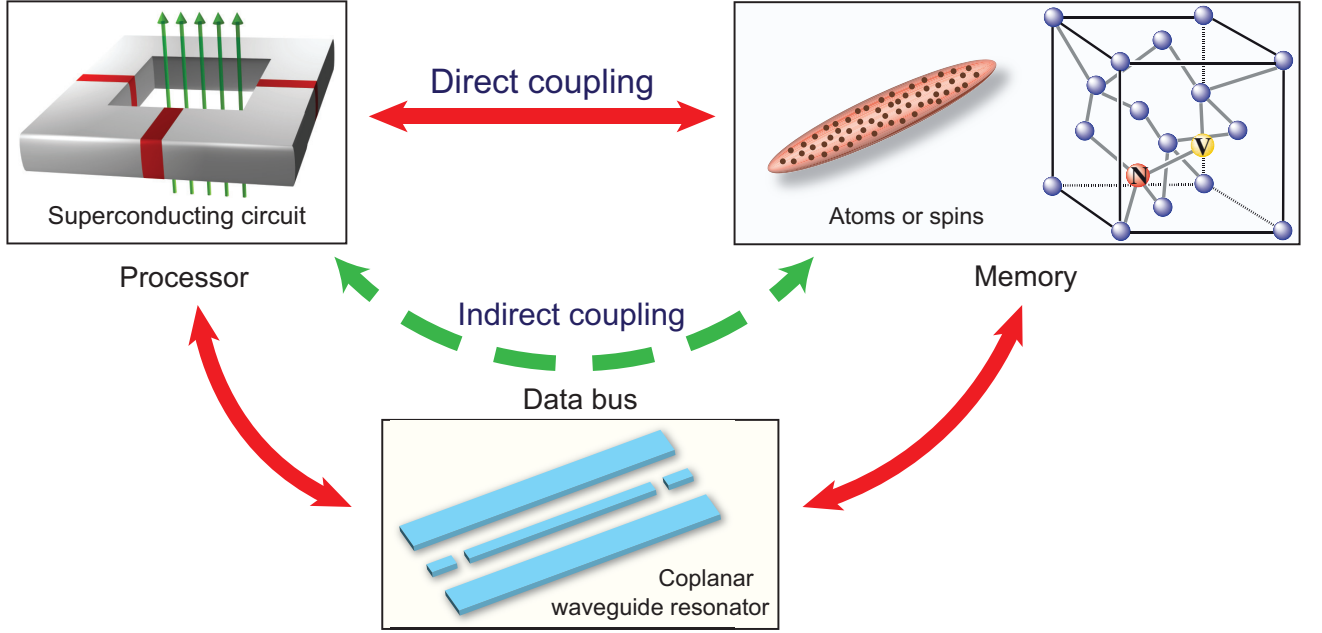 Superconducting circuit
Processor
Direct coupling
Atoms or spins
N
V
Memory
Indirect coupling
Data bus
Coplanar
waveguide resonator